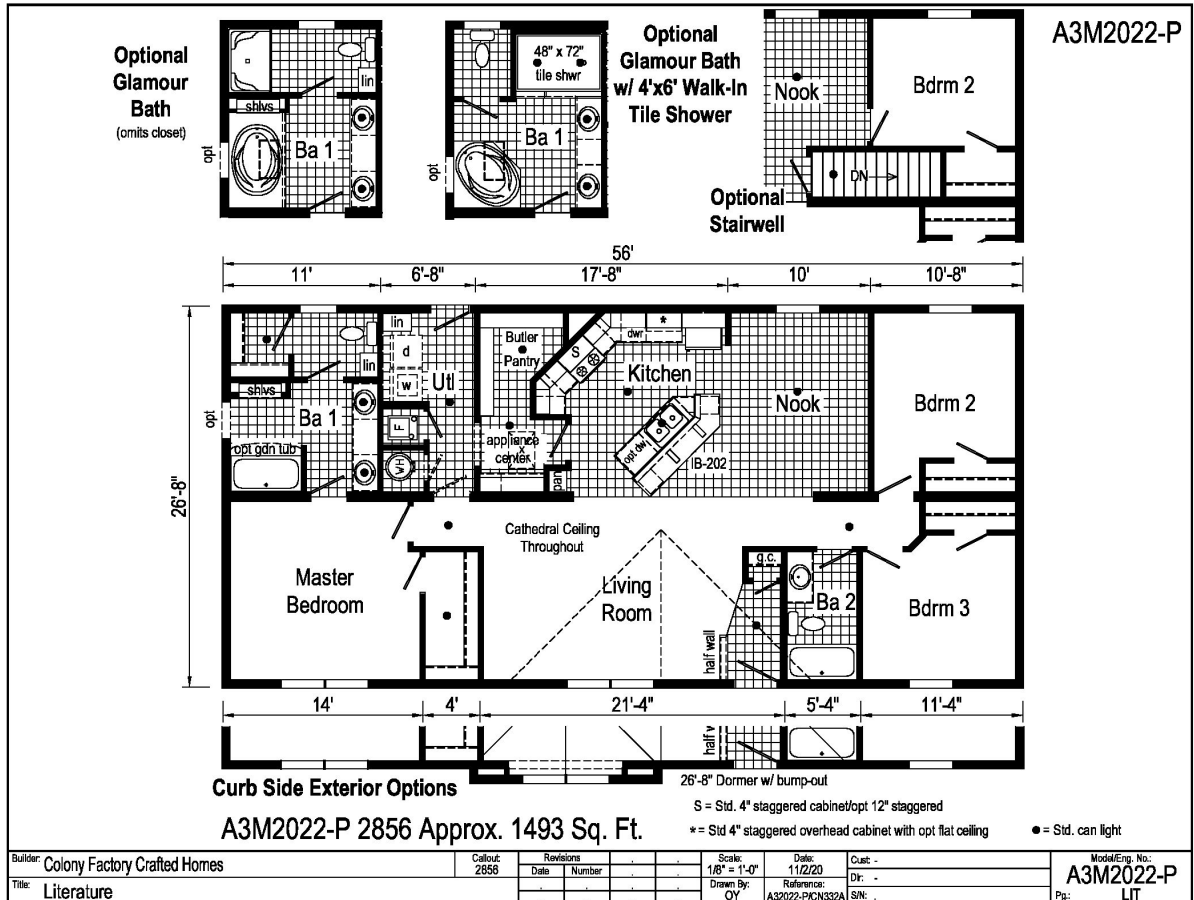 A3M2022-P
Optional
Glamour
Bath
(omits closet)
lin
shlvs
Ba 1
opt
48" x 72"
tile shwr
Ba 1
opt
Optional
Glamour Bath
w/ 4'x6' Walk-In
Tile Shower
Nook
Bdrm 2
DN
Optional
Stairwell
56'
11'
6'-8"
17'-8"
10'
10'-8"
26'-8"
lin
d
w
Utl
F
WH
lin
shlvs
Ba 1
opt
opt gdn tub
Butler
Pantry
appliance
center
x
pan
S
dwr
*
Kitchen
opt dw
IB-202
Nook
Bdrm 2
Cathedral Ceiling
Throughout
Master
Bedroom
Living
Room
g.c.
half wall
Ba 2
Bdrm 3
14'
4'
21'-4"
5'-4"
11'-4"
half v
Curb Side Exterior Options
26'-8" Dormer w/ bump-out
S = Std. 4" staggered cabinet/opt 12" staggered
* = Std 4" staggered overhead cabinet with opt flat ceiling
● = Std. can light
A3M2022-P 2856 Approx. 1493 Sq. Ft.
Builder: Colony Factory Crafted Homes
Title: Literature
Callout:
2856
Revisions
Date Number
Scale:
1/8" = 1'-0"
Date:
11/2/20
Drawn By:
OY
Reference:
A32022-P/CN332A
Cust: -
Dir: -
S/N: .
Model/Eng. No.:
A3M2022-P
Pg.: LIT